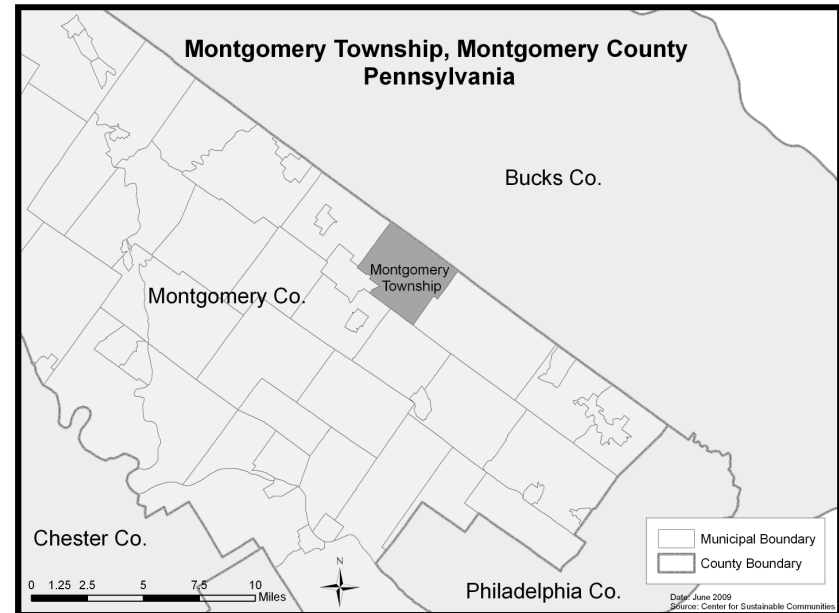 Montgomery Township, Montgomery County
Pennsylvania
Bucks Co.
Montgomery
Township
Montgomery Co.
Chester Co.
Philadelphia Co.
N
0 1.25 2.5 5 7.5 10
Miles
Municipal Boundary
County Boundary
Date: June 2009
Source: Center for Sustainable Communities